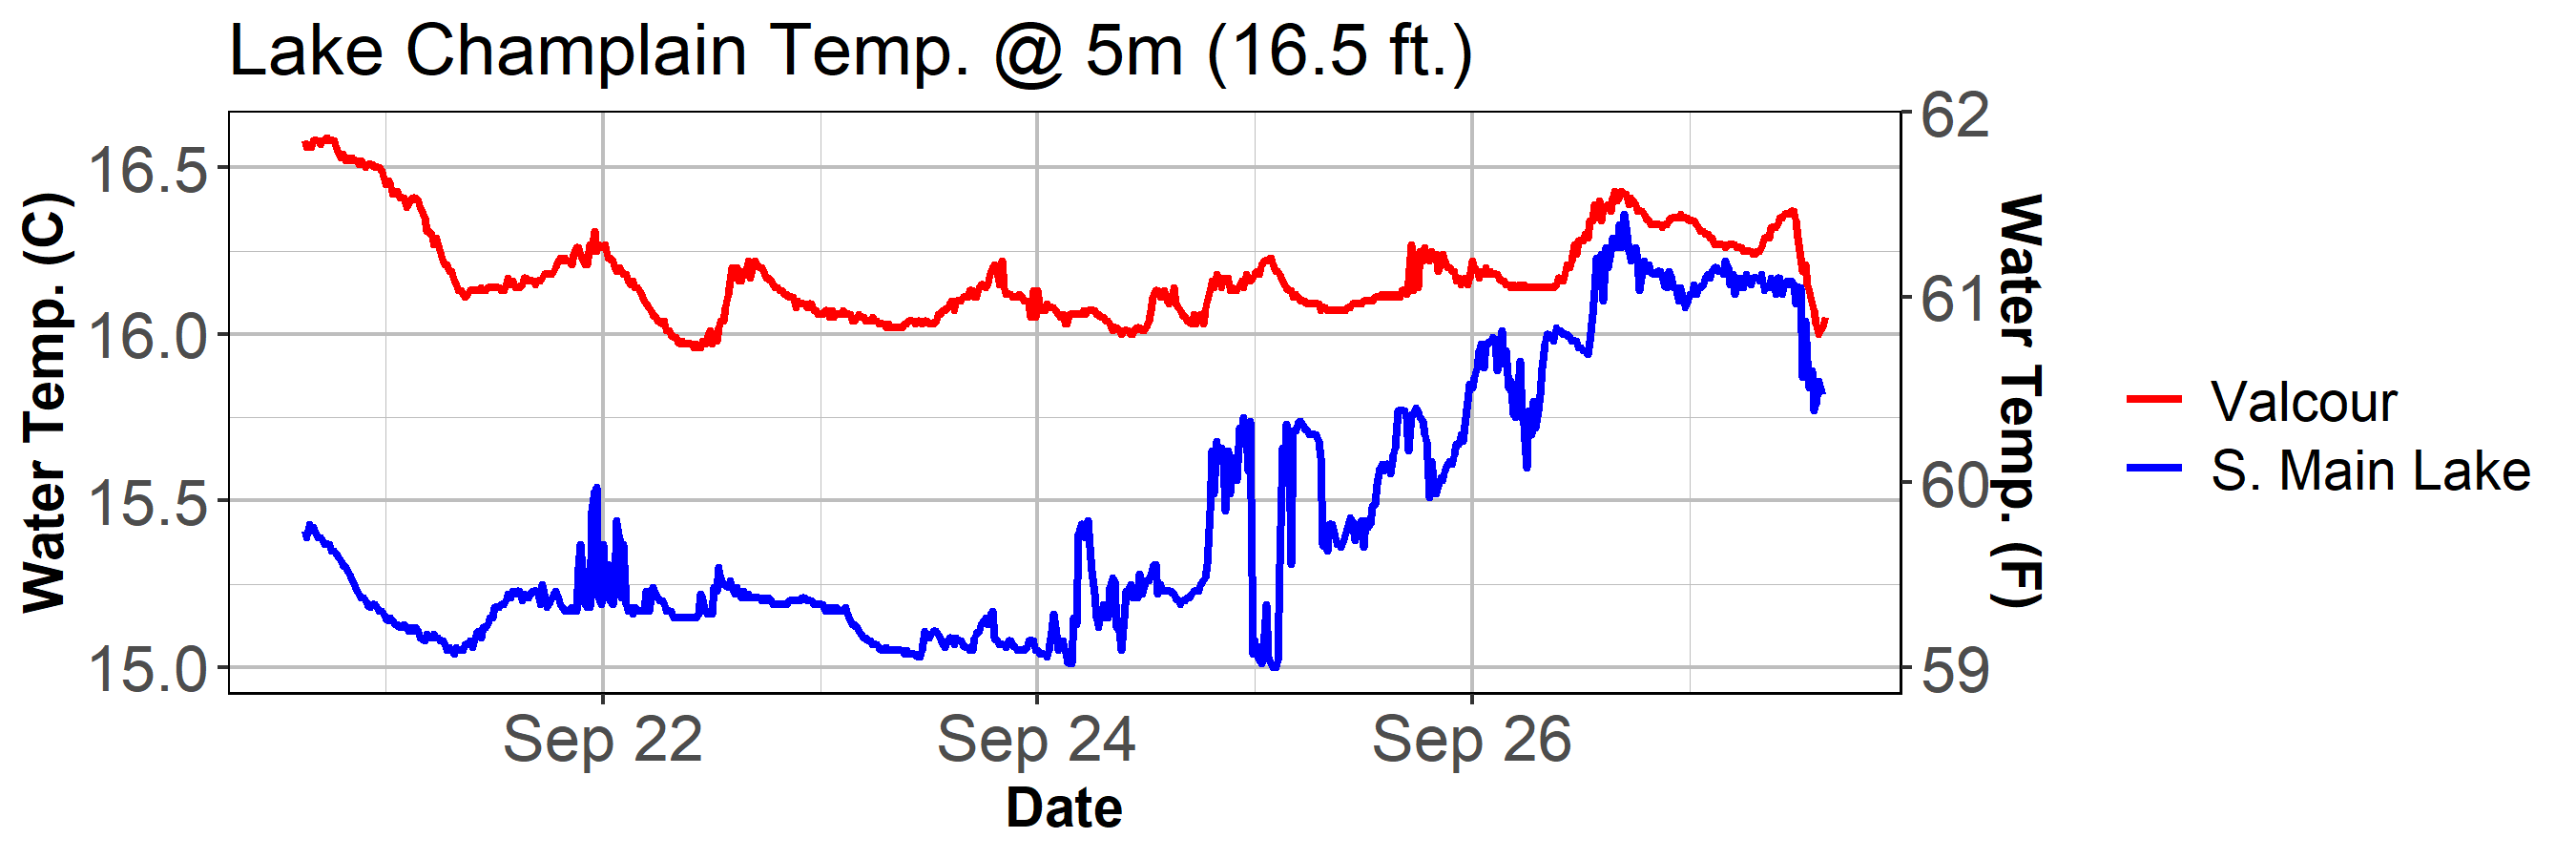 Lake Champlain Temp. @ 5m (16.5 ft.)
Water Temp. (C)
16.5
16.0
15.5
15.0
62
61
60
59
Water Temp. (F)
Sep 22
Sep 24
Sep 26
Date
Valcour
S. Main Lake